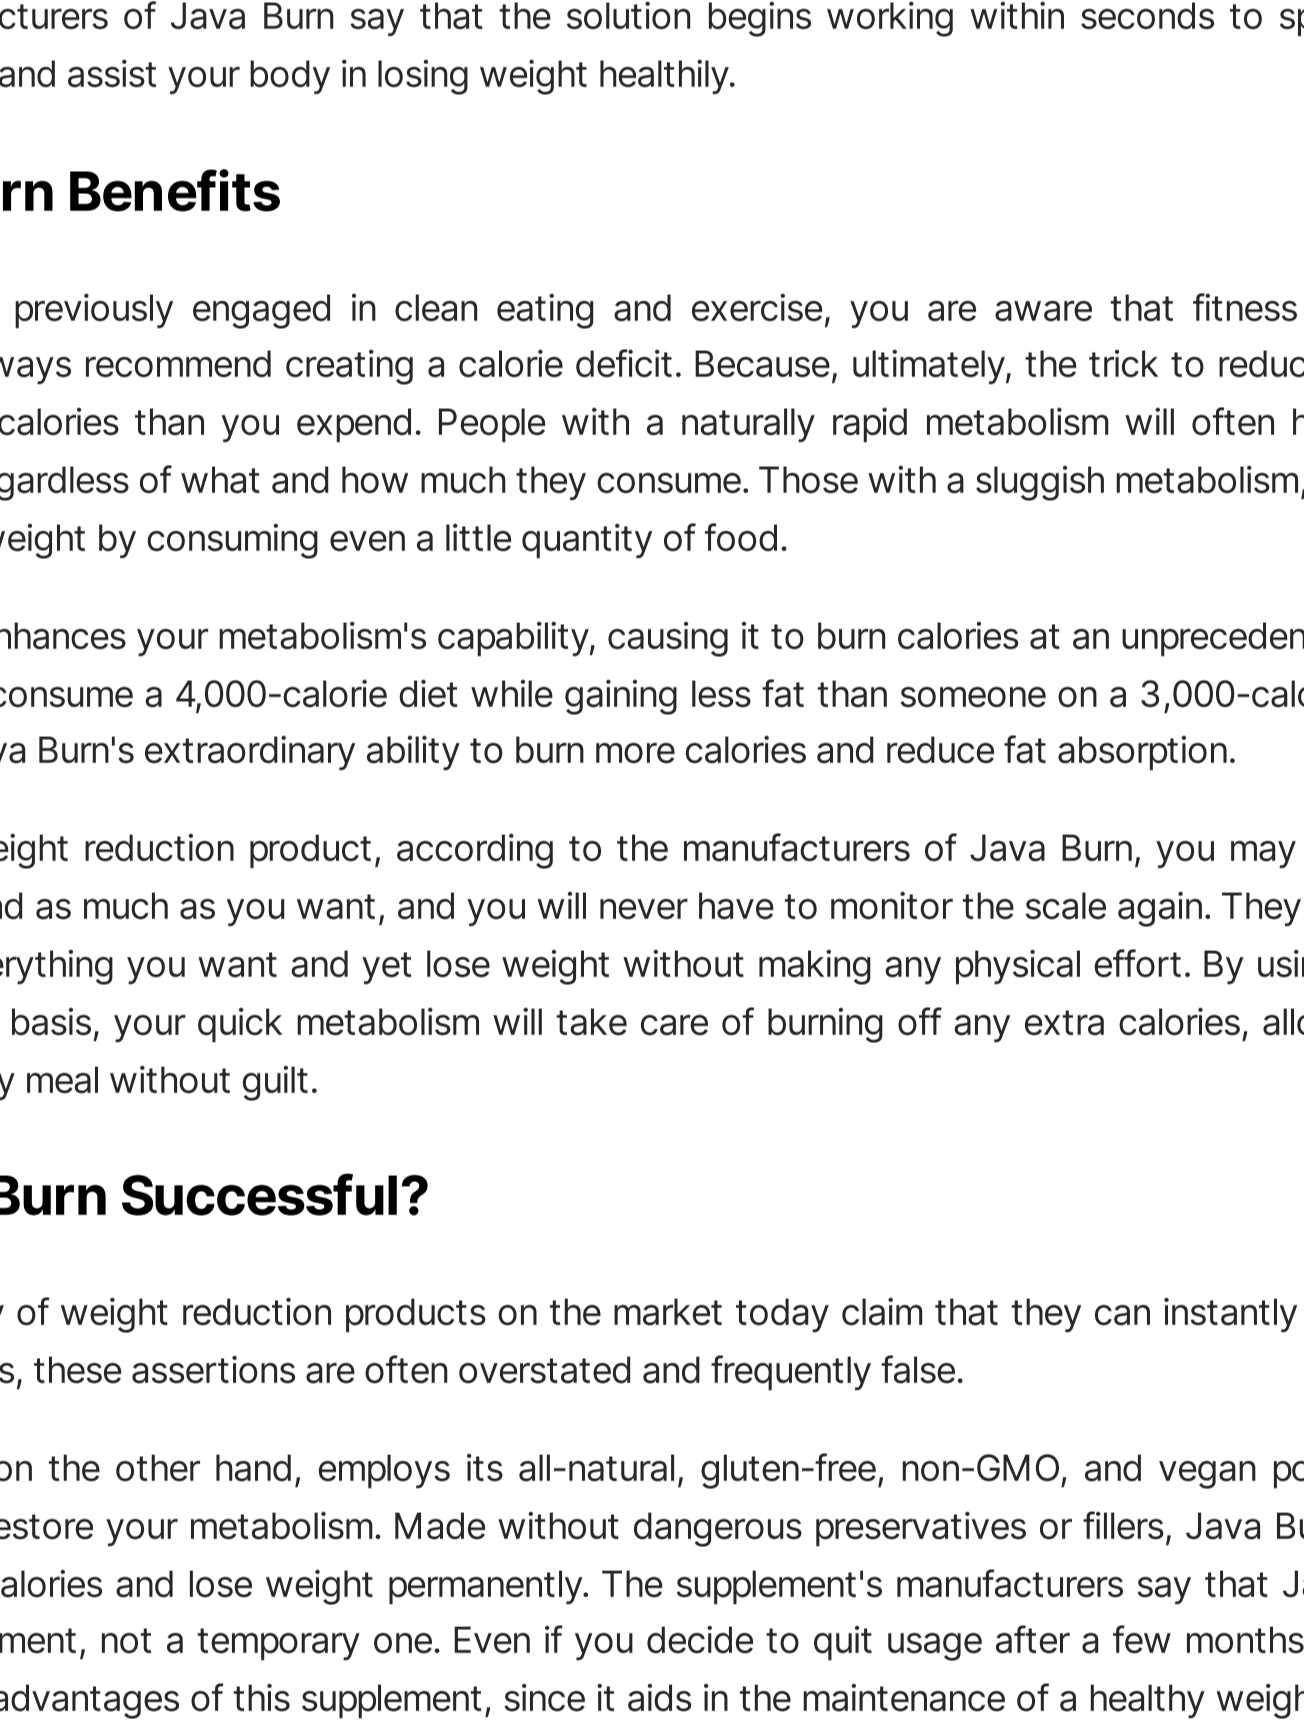 cturers of Java Burn say that the solution begins working within seconds to sp
and assist your body in losing weight healthily.
rn Benefits
previously engaged in clean eating and exercise, you are aware that fitness
ways recommend creating a calorie deficit. Because, ultimately, the trick to reduc
calories than you expend. People with a naturally rapid metabolism will often h
gardless of what and how much they consume. Those with a sluggish metabolism,
weight by consuming even a little quantity of food.
nhances your metabolism's capability, causing it to burn calories at an unpreceden
consume a 4,000-calorie diet while gaining less fat than someone on a 3,000-calo
va Burn's extraordinary ability to burn more calories and reduce fat absorption.
eight reduction product, according to the manufacturers of Java Burn, you may
nd as much as you want, and you will never have to monitor the scale again. They
erything you want and yet lose weight without making any physical effort. By usin
basis, your quick metabolism will take care of burning off any extra calories, allo
y meal without guilt.
Burn Successful?
y of weight reduction products on the market today claim that they can instantly
s, these assertions are often overstated and frequently false.
on the other hand, employs its all-natural, gluten-free, non-GMO, and vegan po
estore your metabolism. Made without dangerous preservatives or fillers, Java Bu
alories and lose weight permanently. The supplement's manufacturers say that Ja
ment, not a temporary one. Even if you decide to quit usage after a few months
advantages of this supplement, since it aids in the maintenance of a healthy weigh